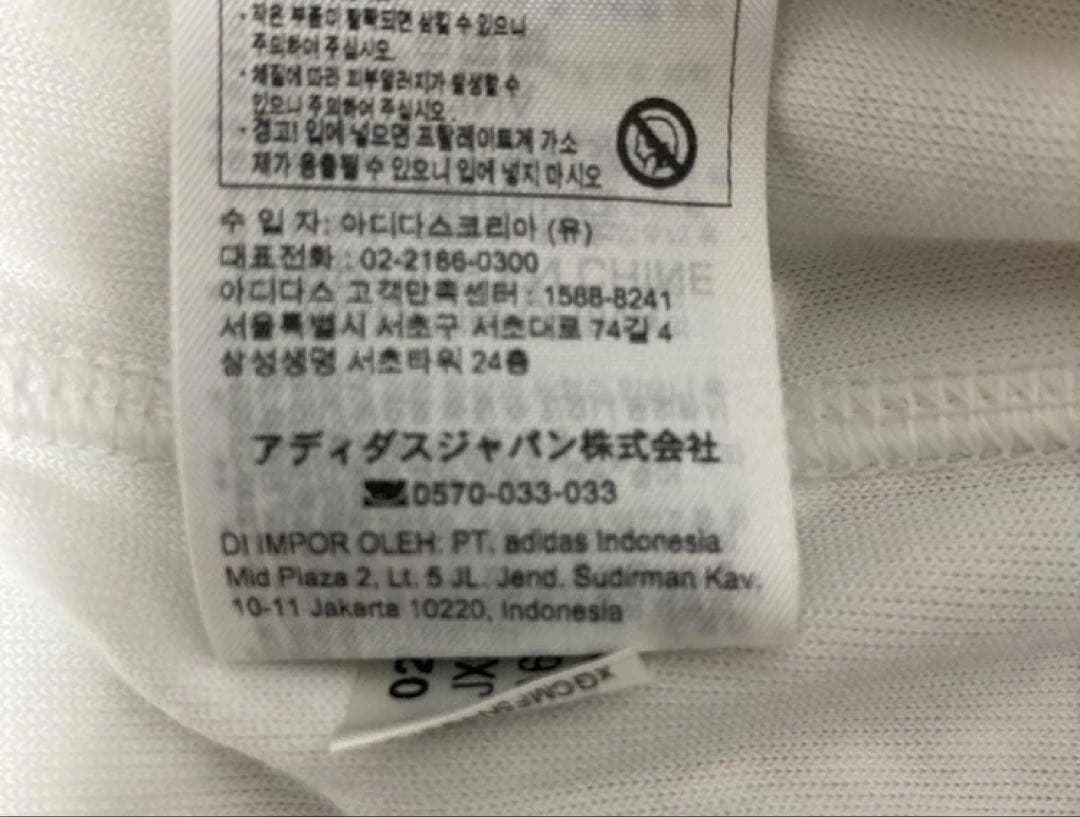 · 작은 부품이 탈락되면 삼킬 수 있으니
주의하여 주십시오.
· 체질에 따라 피부알러지가 발생할 수
있으니 주의하여 주십시오.
· 경고! 입에 넣으면 프탈레이트계 가소
제가 용출될 수 있으니 입에 넣지 마시오
수 입 자: 아디다스코리아 (유)
대표전화 : 02-2186-0300
아디다스 고객만족센터 : 1588-8241
서울특별시 서초구 서초대로 74길 4
삼성생명 서초타워 24층
アディダスジャパン株式会社
0570-033-033
DI IMPOR OLEH: PT. adidas Indonesia
Mid Plaza 2, Lt. 5 JL. Jend. Sudirman Kav.
10-11 Jakarta 10220, Indonesia
02
JX